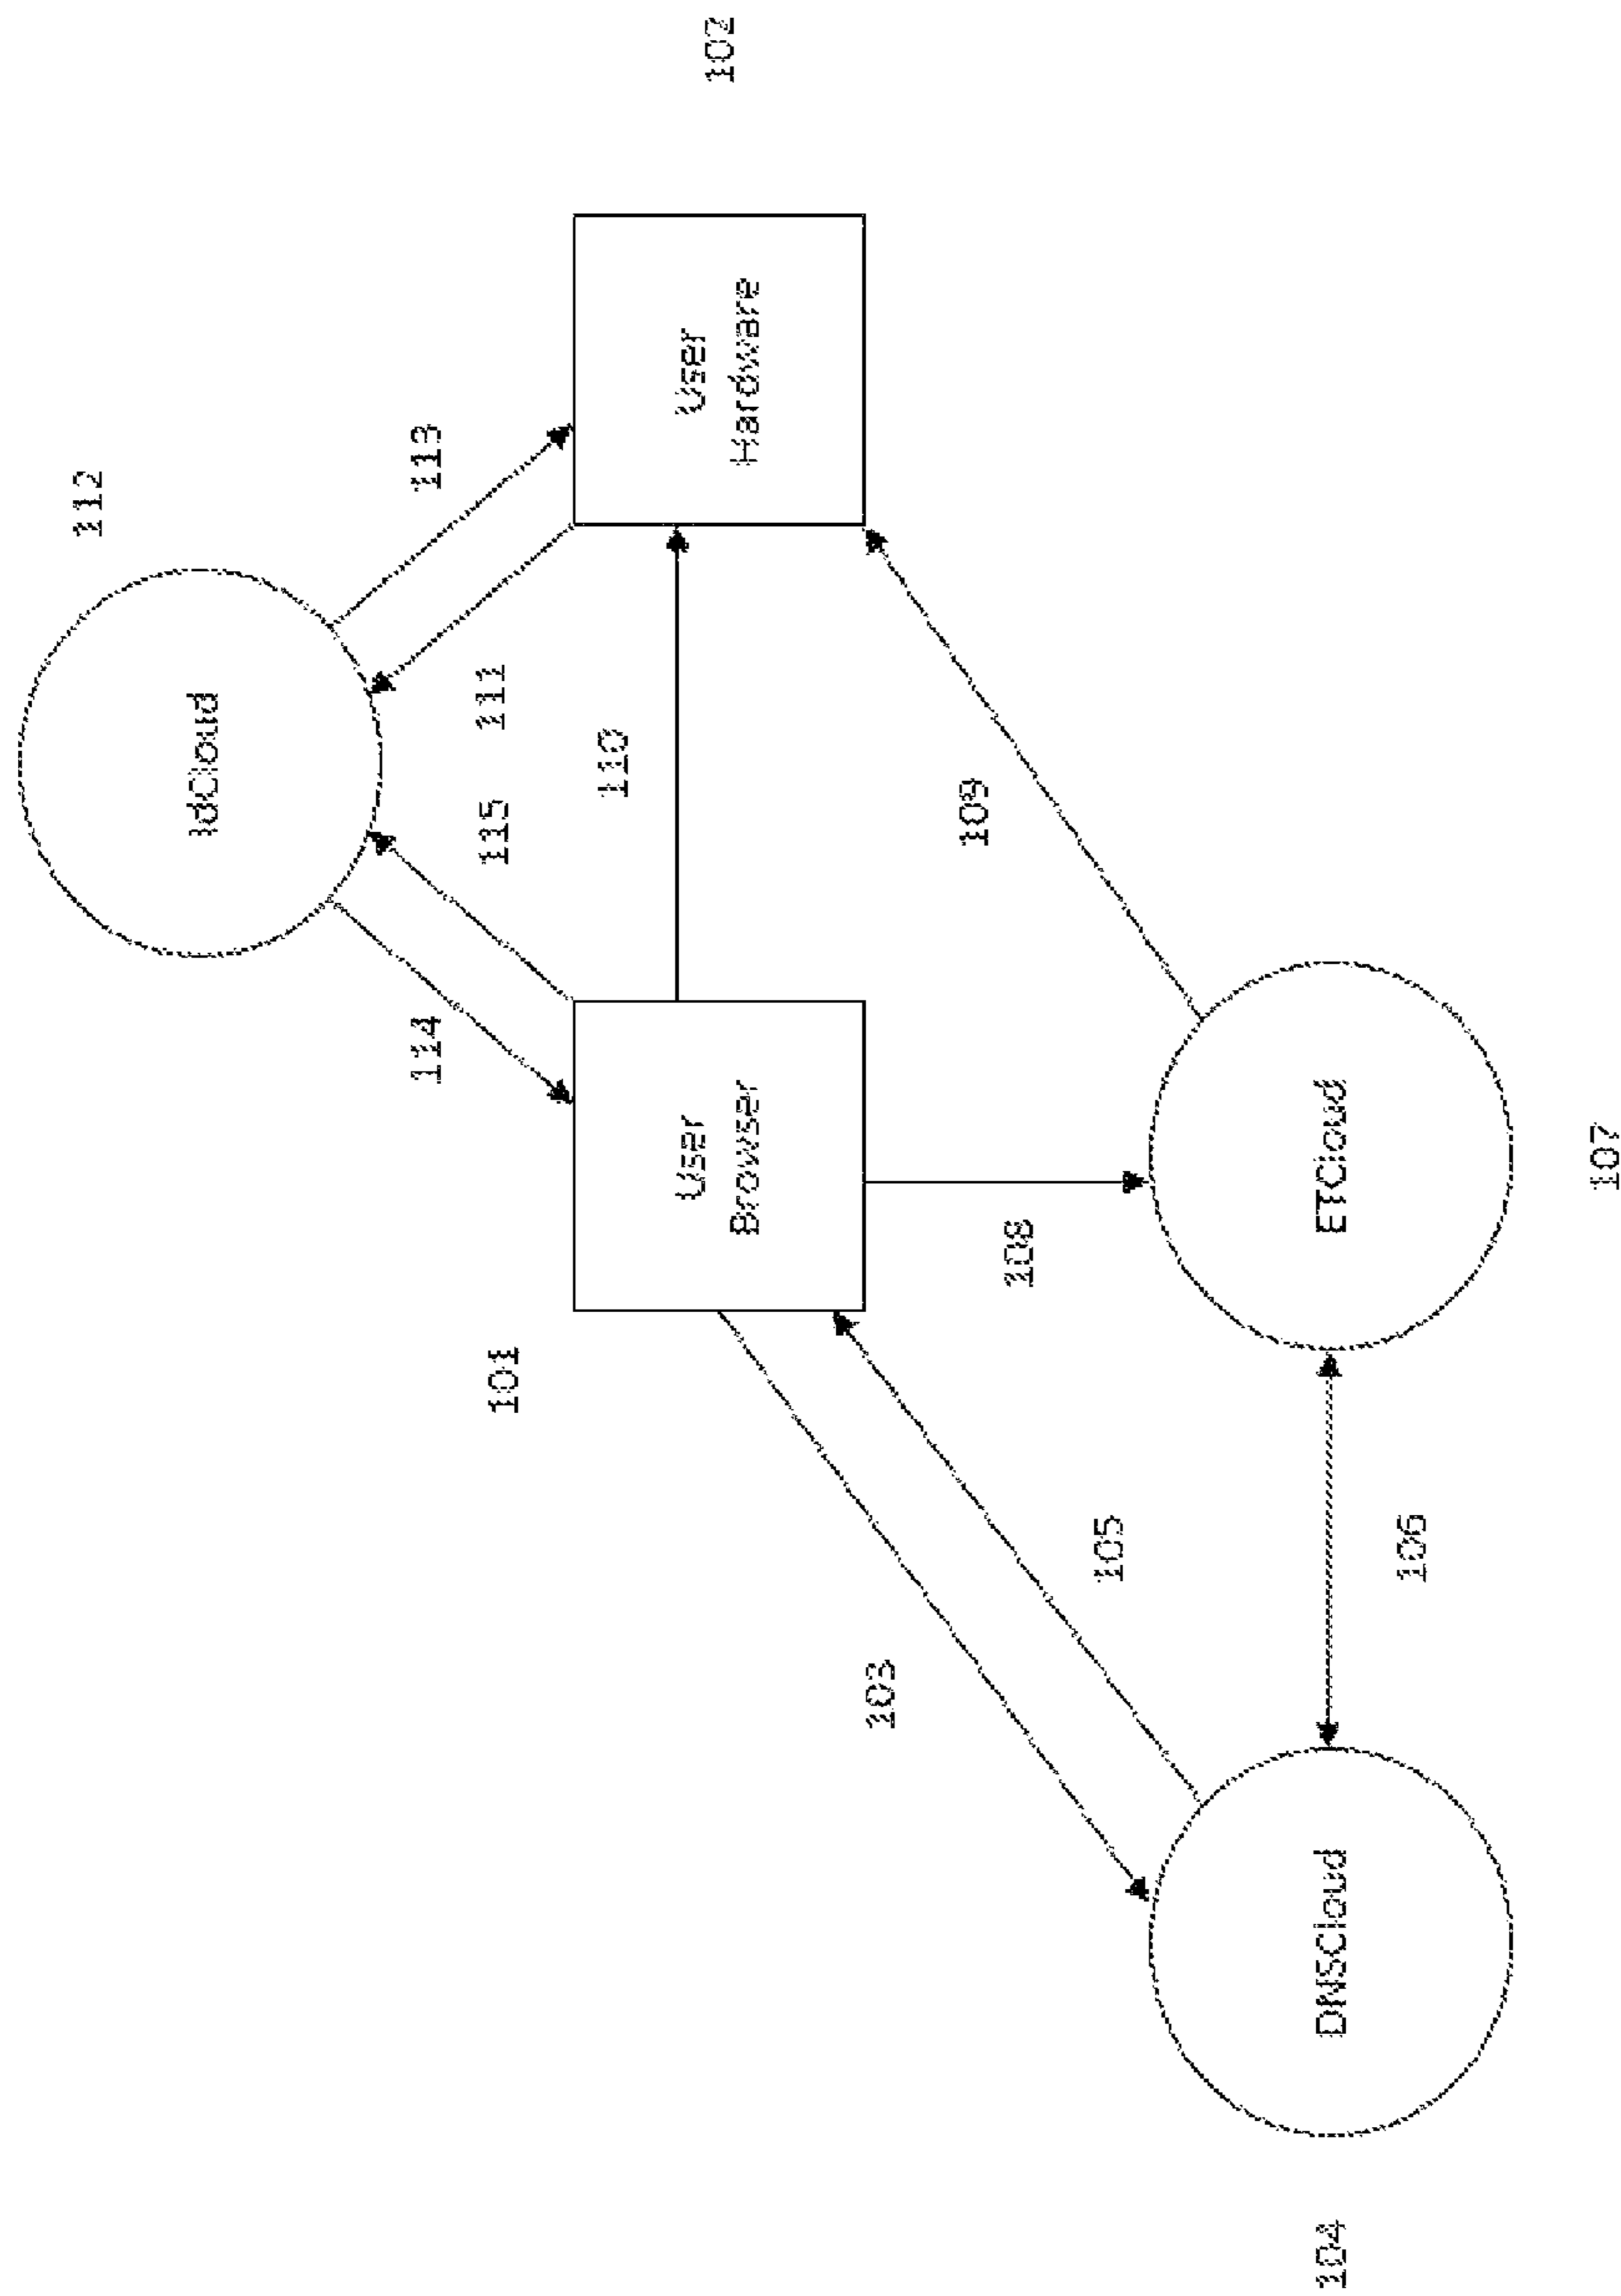 112
IdCloud
114
113
101
115
111
110
User
Browser
User
Hardware
102
103
109
108
105
104
DNSCloud
ETCloud
106
107